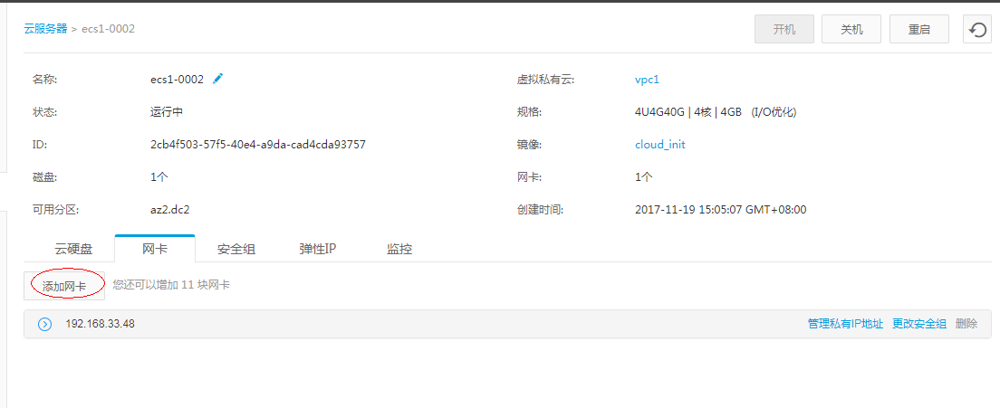 云服务器 > ecs1-0002
开机 关机 重启
名称: ecs1-0002 虚拟私有云: vpc1
状态: 运行中 规格: 4U4G40G | 4核 | 4GB (I/O优化)
ID: 2cb4f503-57f5-40e4-a9da-cad4cda93757 镜像: cloud_init
磁盘: 1个 网卡: 1个
可用分区: az2.dc2 创建时间: 2017-11-19 15:05:07 GMT+08:00
云硬盘 网卡 安全组 弹性IP 监控
添加网卡 您还可以增加 11 块网卡
192.168.33.48 管理私有IP地址 更改安全组 删除